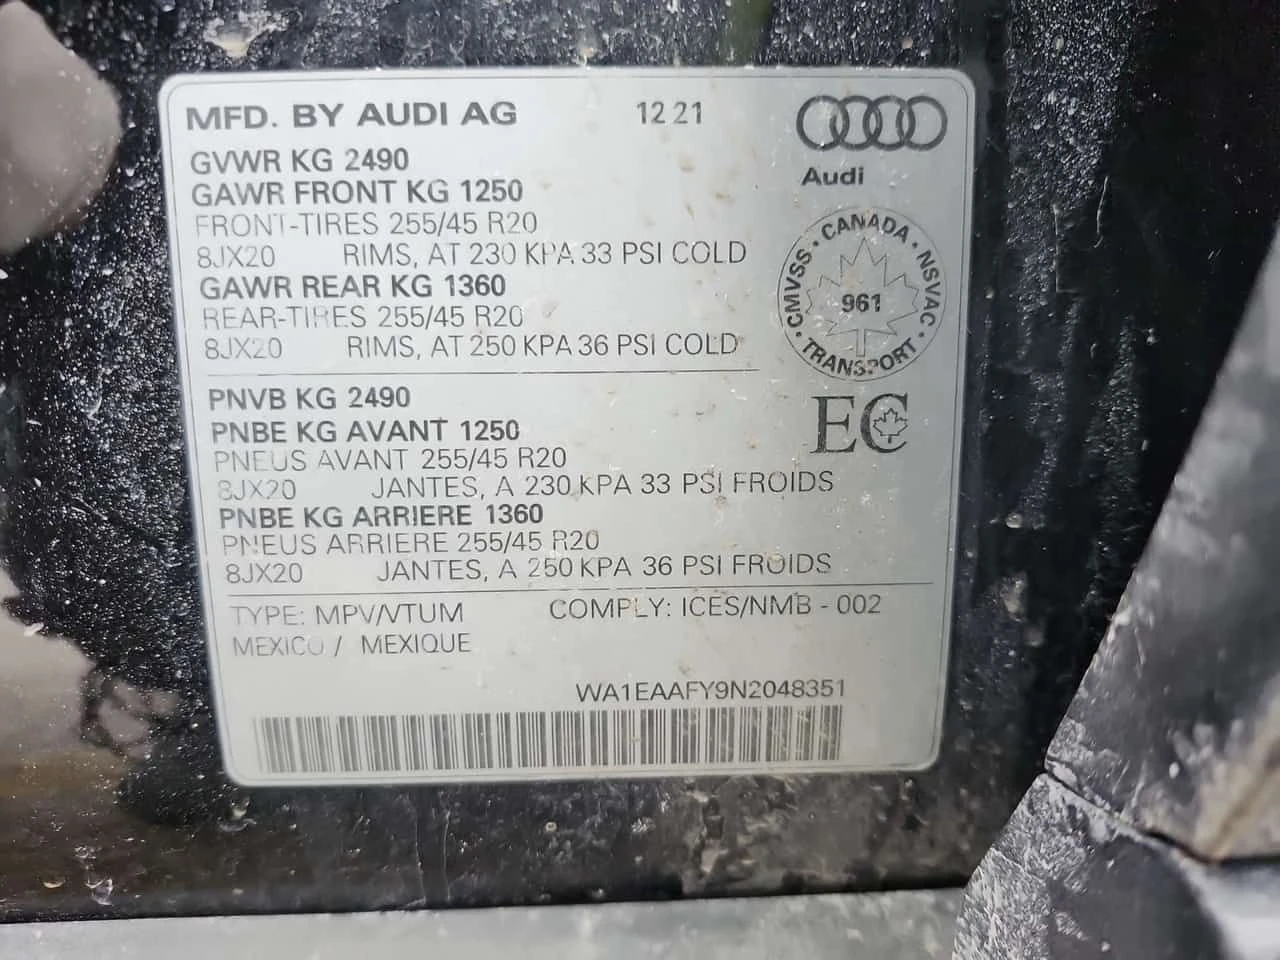 MFD. BY AUDI AG 12 21
Audi
GVWR KG 2490
GAWR FRONT KG 1250
FRONT-TIRES 255/45 R20
8JX20 RIMS, AT 230 KPA 33 PSI COLD
GAWR REAR KG 1360
REAR-TIRES 255/45 R20
8JX20 RIMS, AT 250 KPA 36 PSI COLD
CANADA · NSVAC · TRANSPORT · CMVSS ·
961
EC
PNVB KG 2490
PNBE KG AVANT 1250
PNEUS AVANT 255/45 R20
8JX20 JANTES, A 230 KPA 33 PSI FROIDS
PNBE KG ARRIERE 1360
PNEUS ARRIERE 255/45 R20
8JX20 JANTES, A 250 KPA 36 PSI FROIDS
TYPE: MPV/VTUM COMPLY: ICES/NMB - 002
MEXICO / MEXIQUE
WA1EAAFY9N2048351